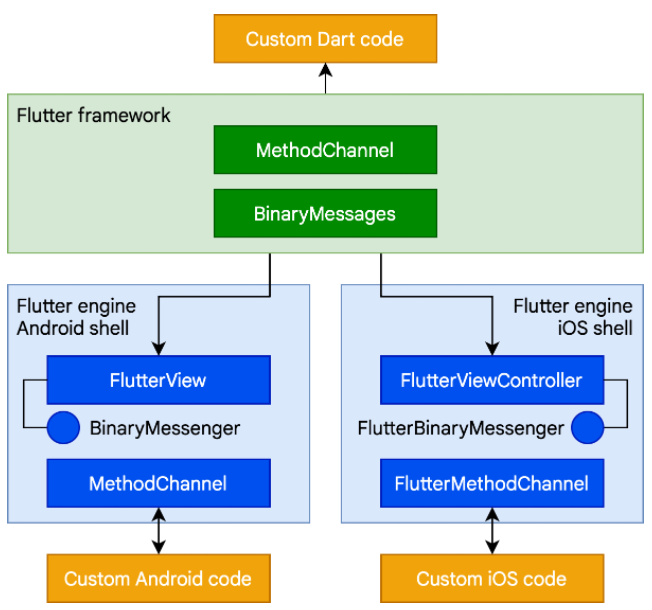 Custom Dart code
Flutter framework
MethodChannel
BinaryMessages
Flutter engine
Android shell
FlutterView
BinaryMessenger
MethodChannel
Custom Android code
Flutter engine
iOS shell
FlutterViewController
FlutterBinaryMessenger
FlutterMethodChannel
Custom iOS code